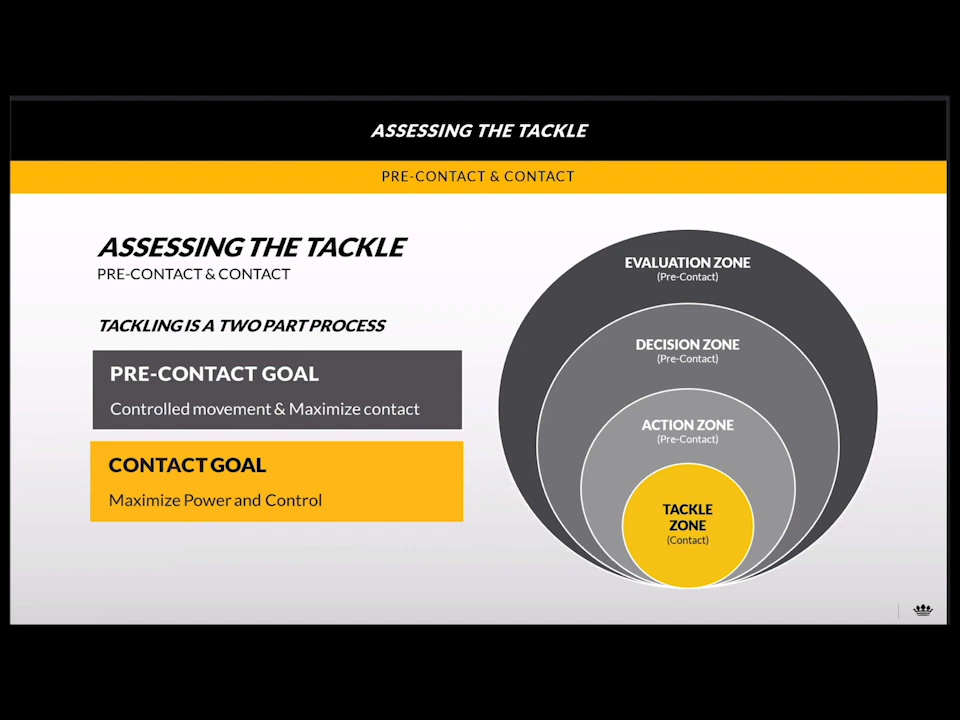 ASSESSING THE TACKLE
PRE-CONTACT & CONTACT
ASSESSING THE TACKLE
PRE-CONTACT & CONTACT
TACKLING IS A TWO PART PROCESS
PRE-CONTACT GOAL
Controlled movement & Maximize contact
CONTACT GOAL
Maximize Power and Control
EVALUATION ZONE
(Pre-Contact)
DECISION ZONE
(Pre-Contact)
ACTION ZONE
(Pre-Contact)
TACKLE
ZONE
(Contact)